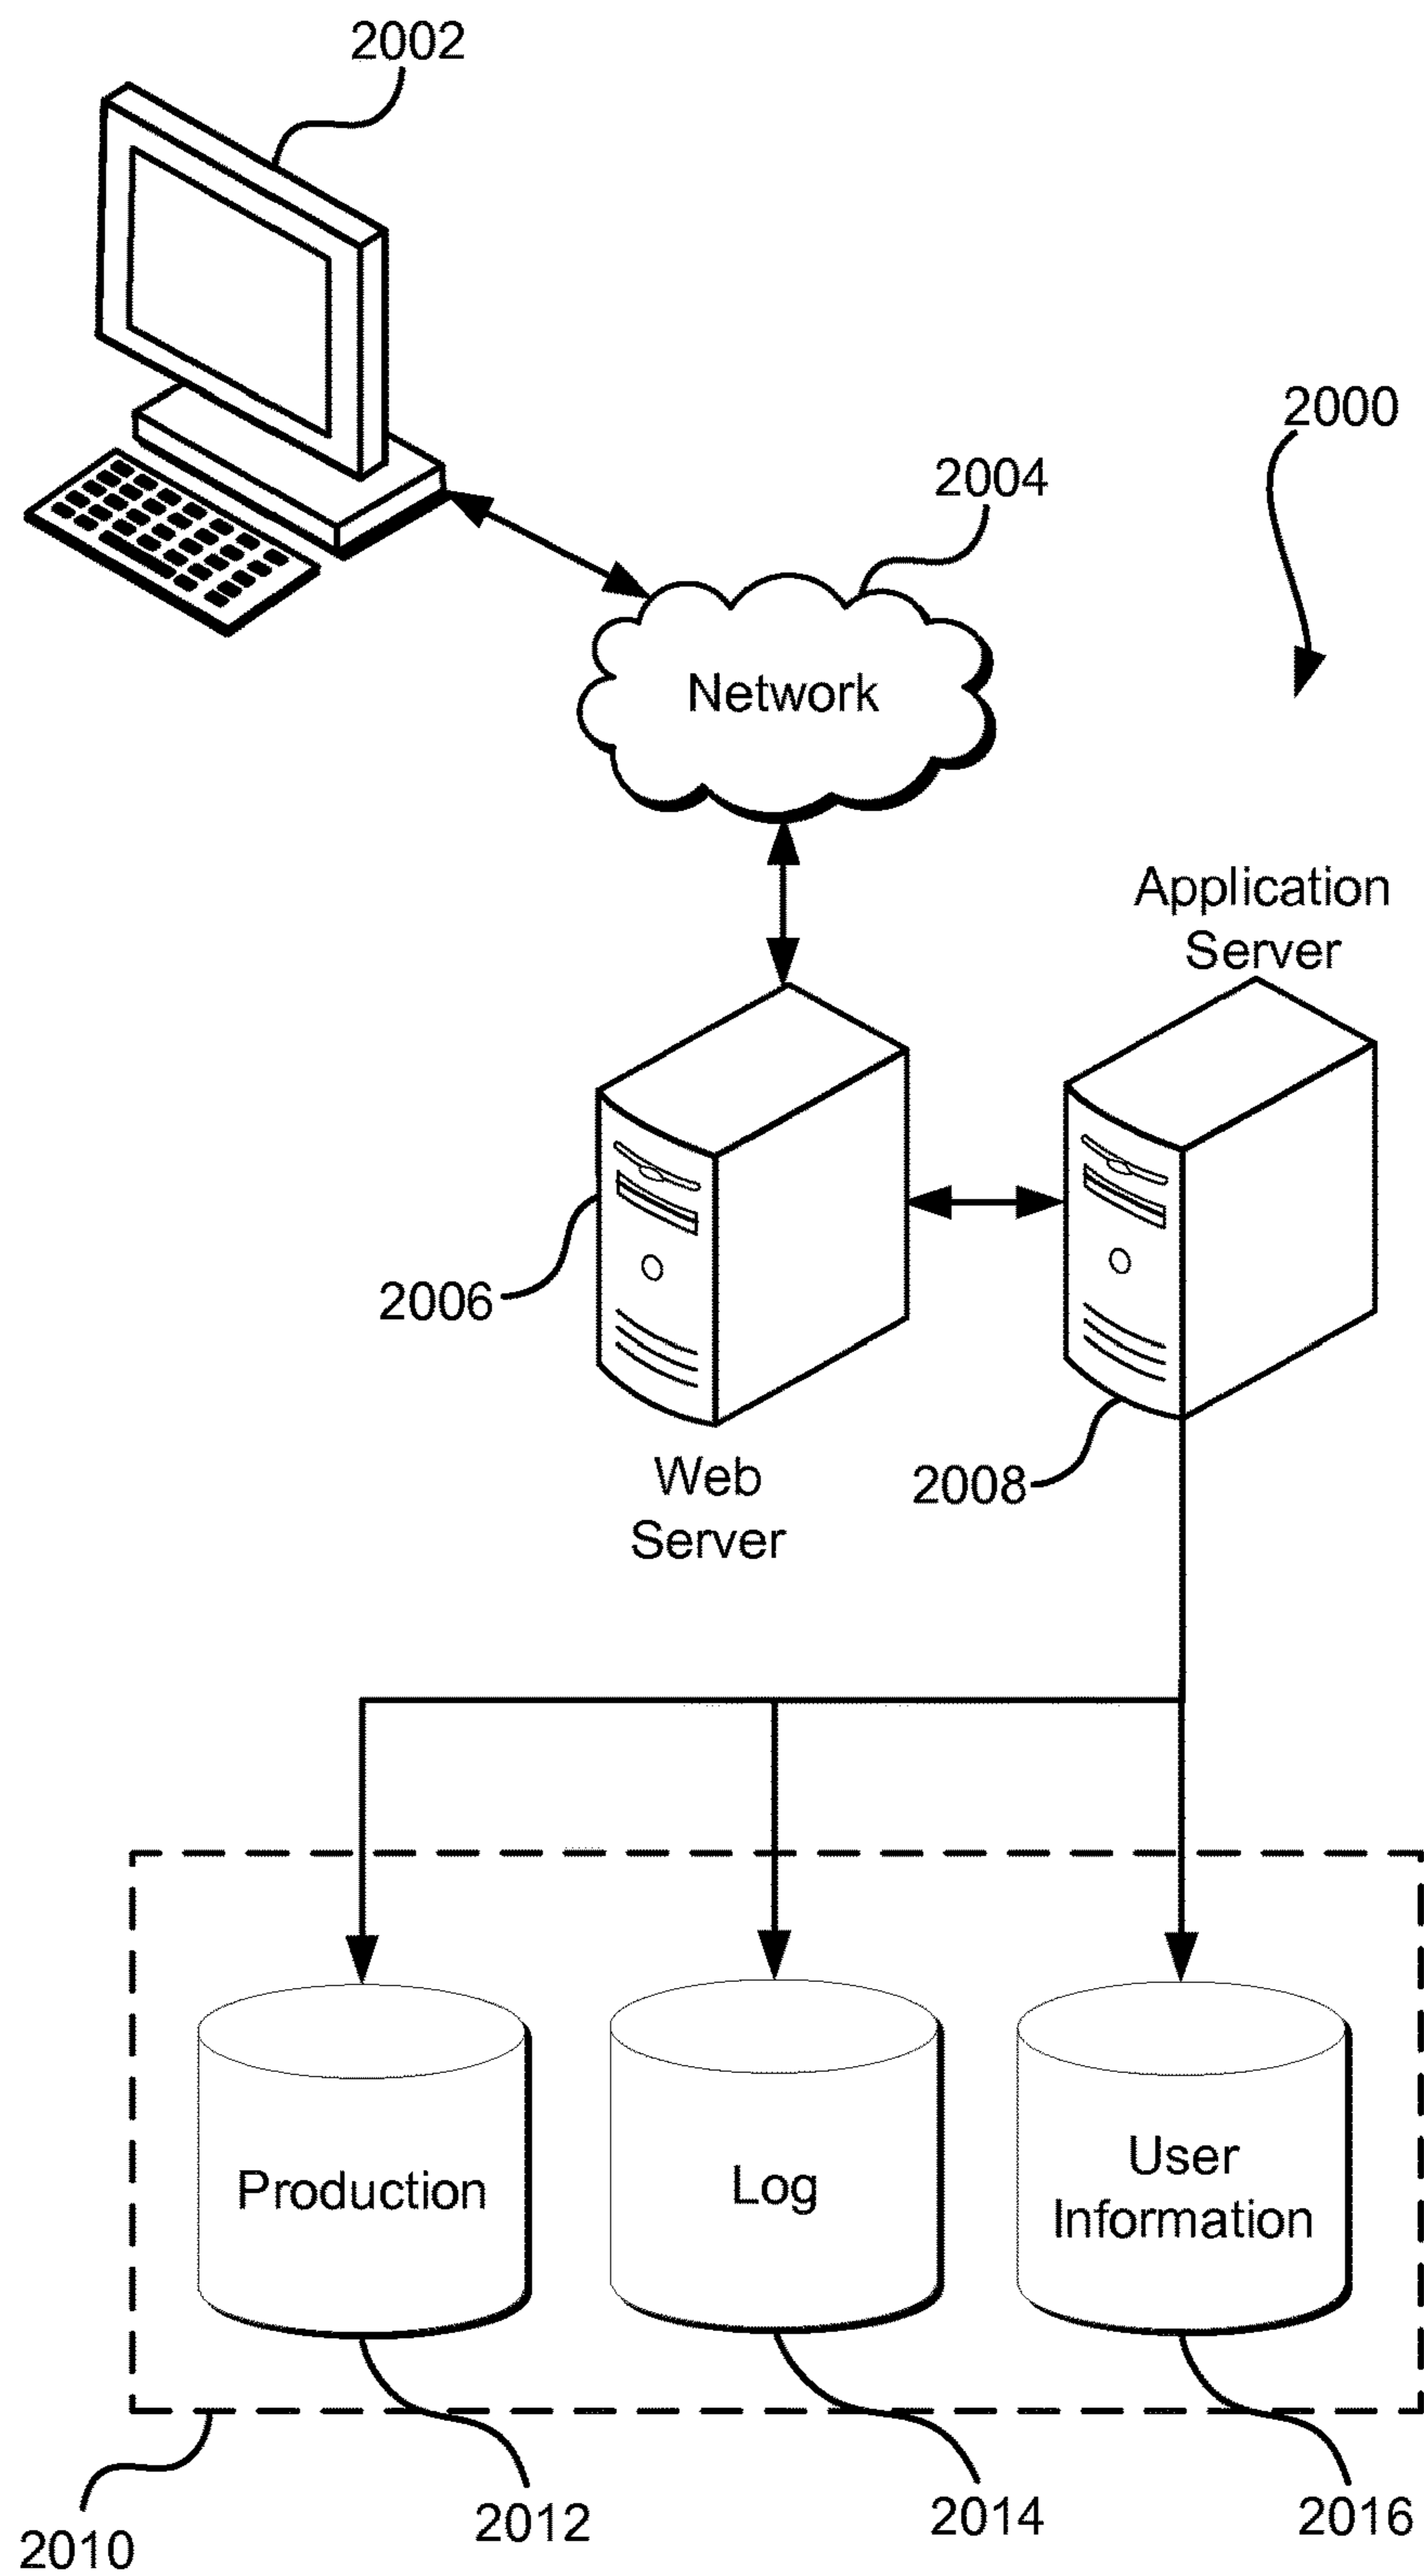 2002
2000
2004
Network
Application
Server
2006
Web
Server
2008
Production
Log
User
Information
2010
2012
2014
2016